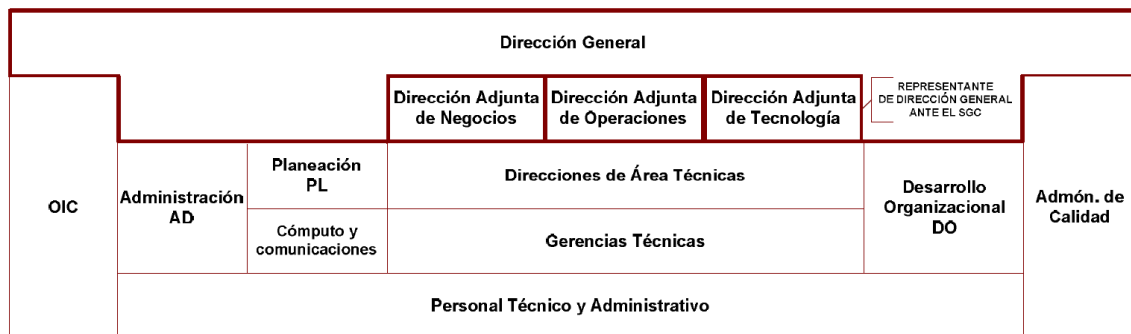 Dirección General
Dirección Adjunta
de Negocios
Dirección Adjunta
de Operaciones
Dirección Adjunta
de Tecnología
REPRESENTANTE
DE DIRECCIÓN GENERAL
ANTE EL SGC
OIC
Administración
AD
Planeación
PL
Cómputo y
comunicaciones
Direcciones de Área Técnicas
Gerencias Técnicas
Desarrollo
Organizacional
DO
Admón. de
Calidad
Personal Técnico y Administrativo